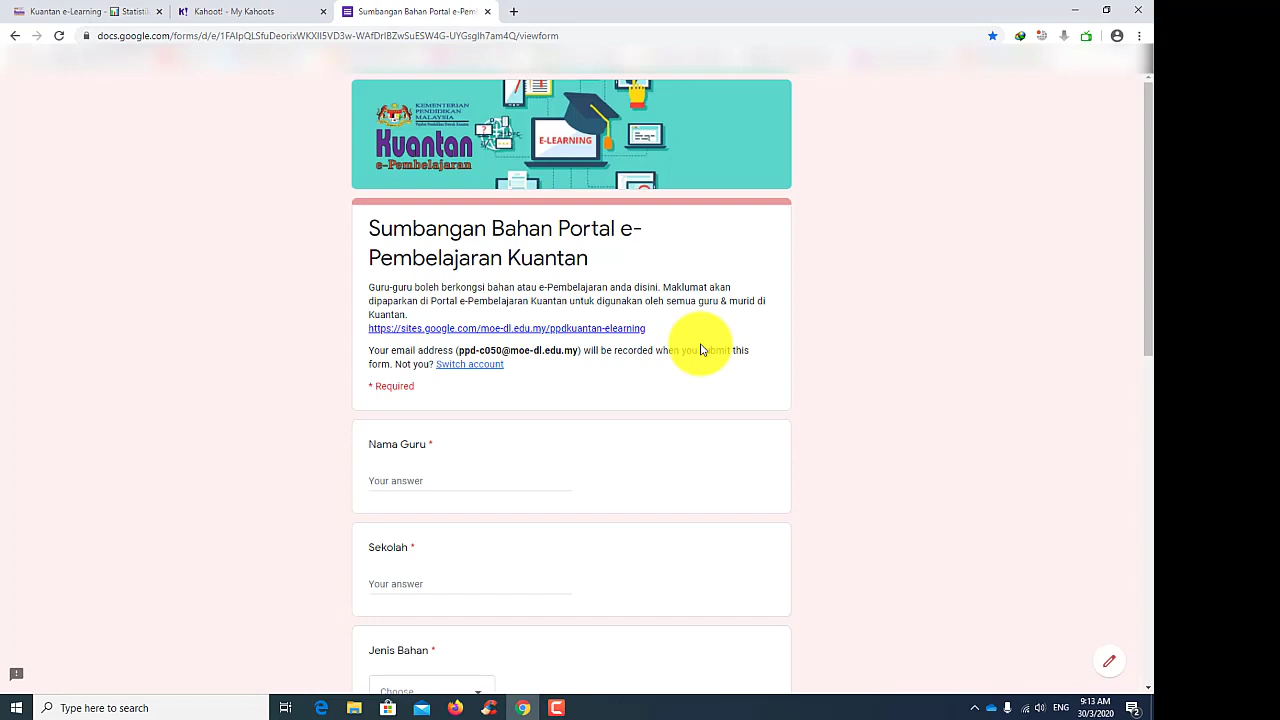 Kuantan e-Learning - Statistik
Kahoot! - My Kahoots
Sumbangan Bahan Portal e-Pem
docs.google.com/forms/d/e/1FAIpQLSfuDeorixWKXII5VD3w-WAfDrIBZwSuESW4G-UYGsgIh7am4Q/viewform
KEMENTERIAN
PENDIDIKAN
MALAYSIA
Kuantan
e-Pembelajaran
E-LEARNING
Sumbangan Bahan Portal e-
Pembelajaran Kuantan
Guru-guru boleh berkongsi bahan atau e-Pembelajaran anda disini. Maklumat akan
dipaparkan di Portal e-Pembelajaran Kuantan untuk digunakan oleh semua guru & murid di
Kuantan.
https://sites.google.com/moe-dl.edu.my/ppdkuantan-elearning
Your email address (ppd-c050@moe-dl.edu.my) will be recorded when you submit this
form. Not you? Switch account
* Required
Nama Guru *
Your answer
Sekolah *
Your answer
Jenis Bahan *
Choose
Type here to search
ENG
9:13 AM
30/3/2020
2